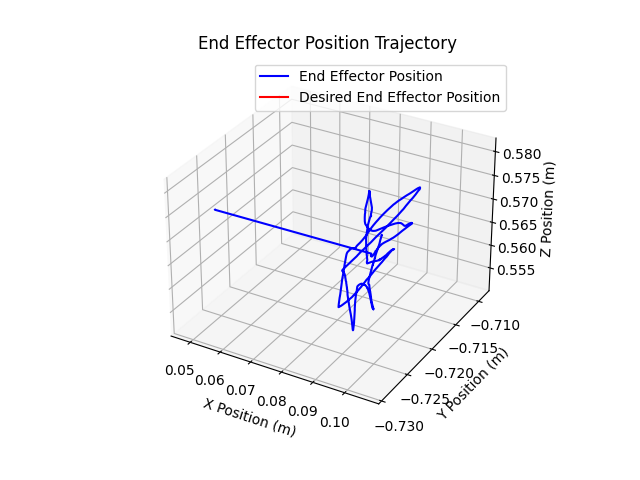 End Effector Position Trajectory
End Effector Position
Desired End Effector Position
0.580
0.575
0.570
0.565
0.560
0.555
Z Position (m)
−0.710
−0.715
−0.720
−0.725
−0.730
Y Position (m)
0.05
0.06
0.07
0.08
0.09
0.10
X Position (m)